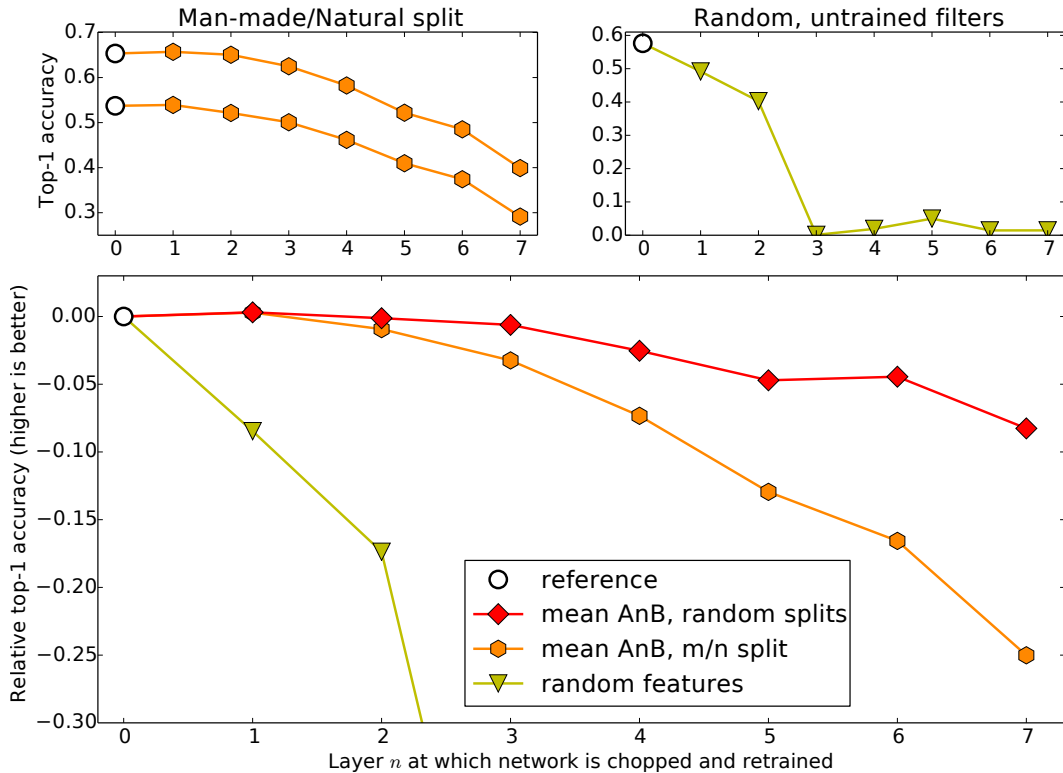 Man-made/Natural split
Top-1 accuracy
0.7
0.6
0.5
0.4
0.3
0 1 2 3 4 5 6 7
Random, untrained filters
0.6
0.5
0.4
0.3
0.2
0.1
0.0
0 1 2 3 4 5 6 7
Relative top-1 accuracy (higher is better)
0.00
−0.05
−0.10
−0.15
−0.20
−0.25
−0.30
0 1 2 3 4 5 6 7
reference
mean AnB, random splits
mean AnB, m/n split
random features
Layer n at which network is chopped and retrained